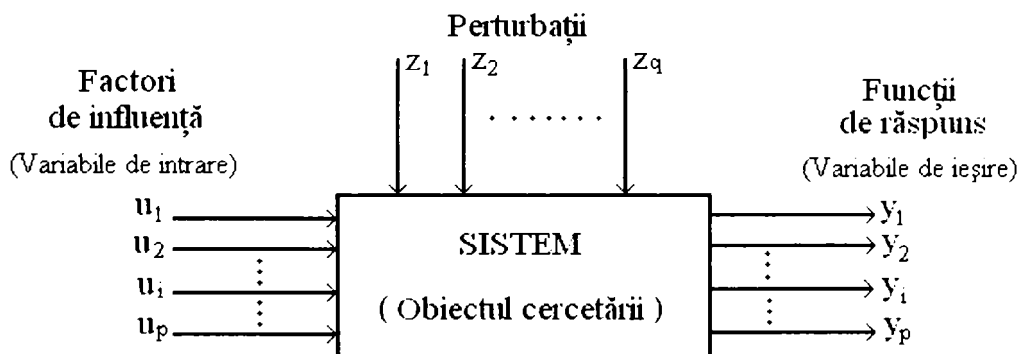 Perturbații
z1 z2 zq
. . . . . . .
Factori
de influență
(Variabile de intrare)
Funcții
de răspuns
(Variabile de ieșire)
u1
u2
ui
up
SISTEM
( Obiectul cercetării )
y1
y2
yi
yp